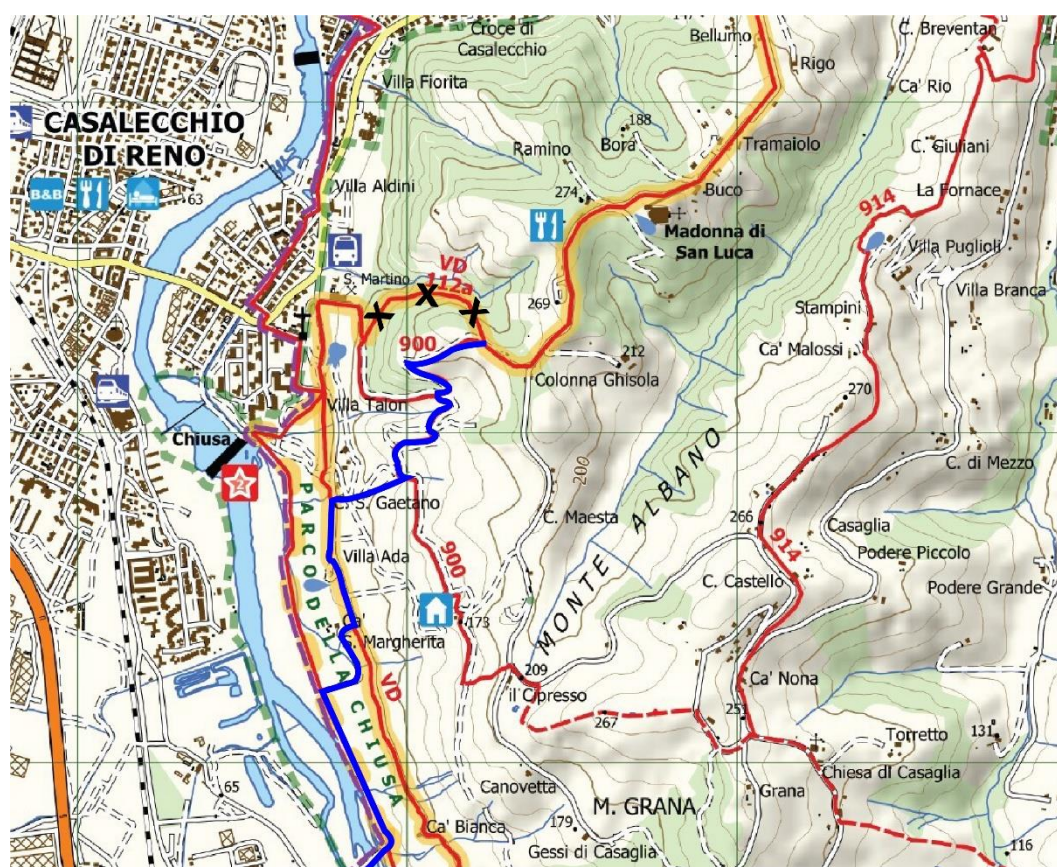 Croce di
Casalecchio
Bellumo
C. Breventan
Rigo
Villa Fiorita
Ca' Rio
CASALECCHIO
DI RENO
188
Ramino
Bora
Tramaiolo
C. Giuliani
B&B
63
Villa Aldini
274
Buco
La Fornace
914
Madonna di
San Luca
Villa Puglioli
VD
112a
S. Martino
269
Villa Branca
Stampini
900
212
Ca' Malossi
Colonna Ghisola
270
Villa Talon
Chiusa
2
200
C. di Mezzo
C. S. Gaetano
C. Maesta
266
Casaglia
914
Podere Piccolo
Villa Ada
900
C. Castello
Podere Grande
PARCO DELLA CHIUSA
MONTE ALBANO
173
S. Margherita
209
VD
il Cipresso
Ca' Nona
267
251
Torretto
131
Chiesa di Casaglia
Canovetta
Grana
65
M. GRANA
Ca' Bianca
179
Gessi di Casaglia
116